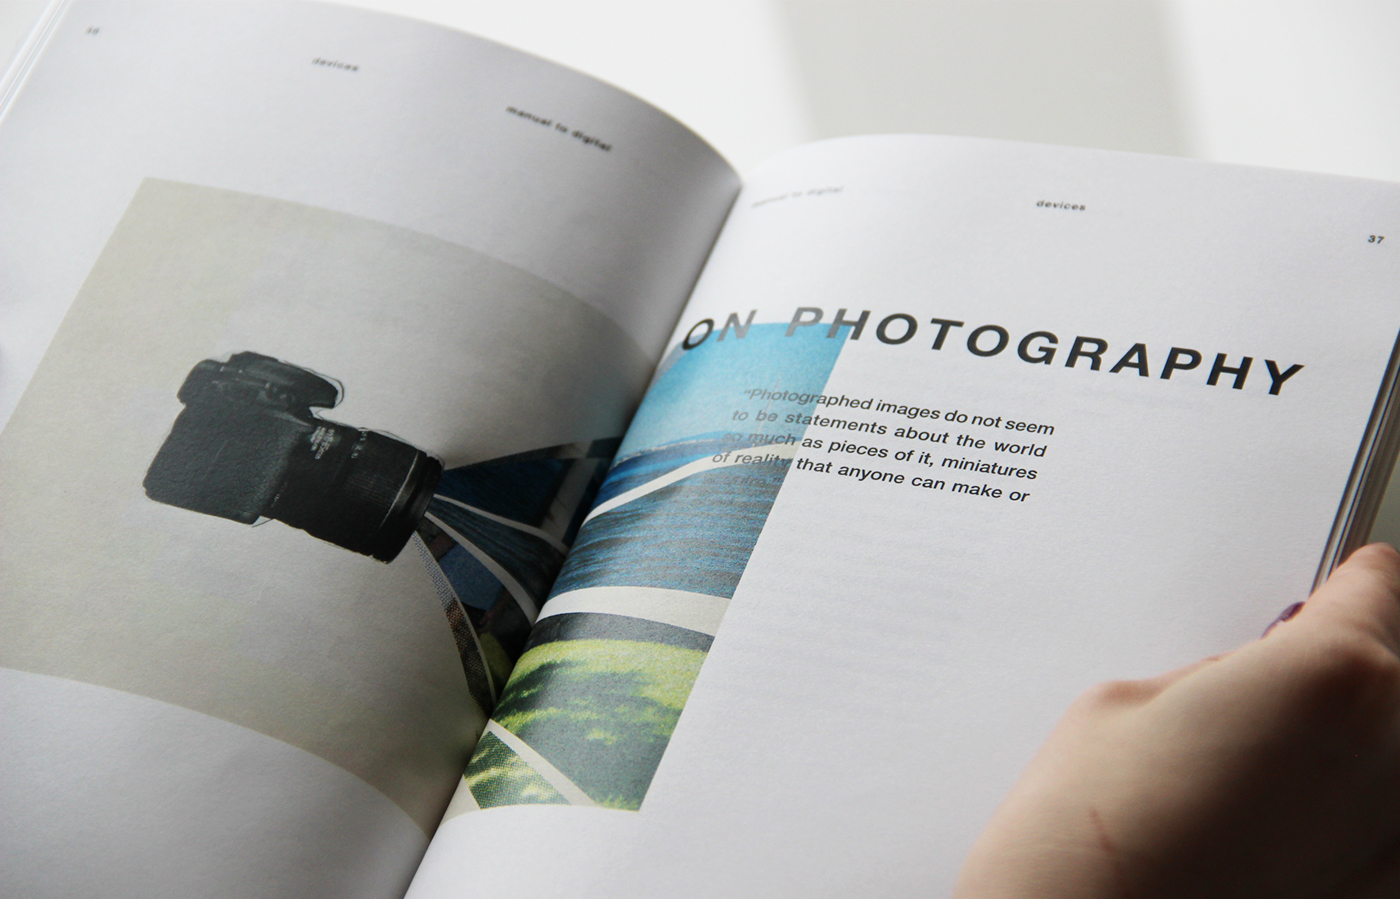 devices
manual to digital
manual to digital
devices
37
ON PHOTOGRAPHY
"Photographed images do not seem
to be statements about the world
so much as pieces of it, miniatures
of reality that anyone can make or